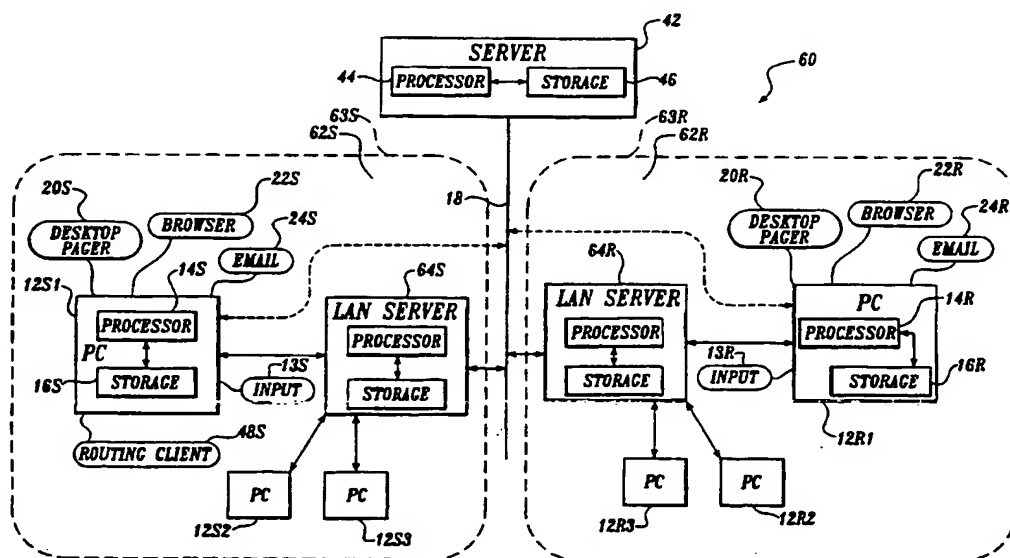 42
SERVER
44
PROCESSOR
STORAGE
46
60
63S
62S
63R
62R
20S
22S
18
20R
22R
DESKTOP
PAGER
BROWSER
24S
DESKTOP
PAGER
BROWSER
24R
EMAIL
EMAIL
14S
64S
64R
12S1
LAN SERVER
LAN SERVER
PC
14R
PROCESSOR
PROCESSOR
PROCESSOR
PROCESSOR
PC
13S
13R
16S
STORAGE
INPUT
STORAGE
STORAGE
INPUT
STORAGE
16R
48S
12R1
ROUTING CLIENT
PC
PC
PC
PC
12S2
12S3
12R3
12R2